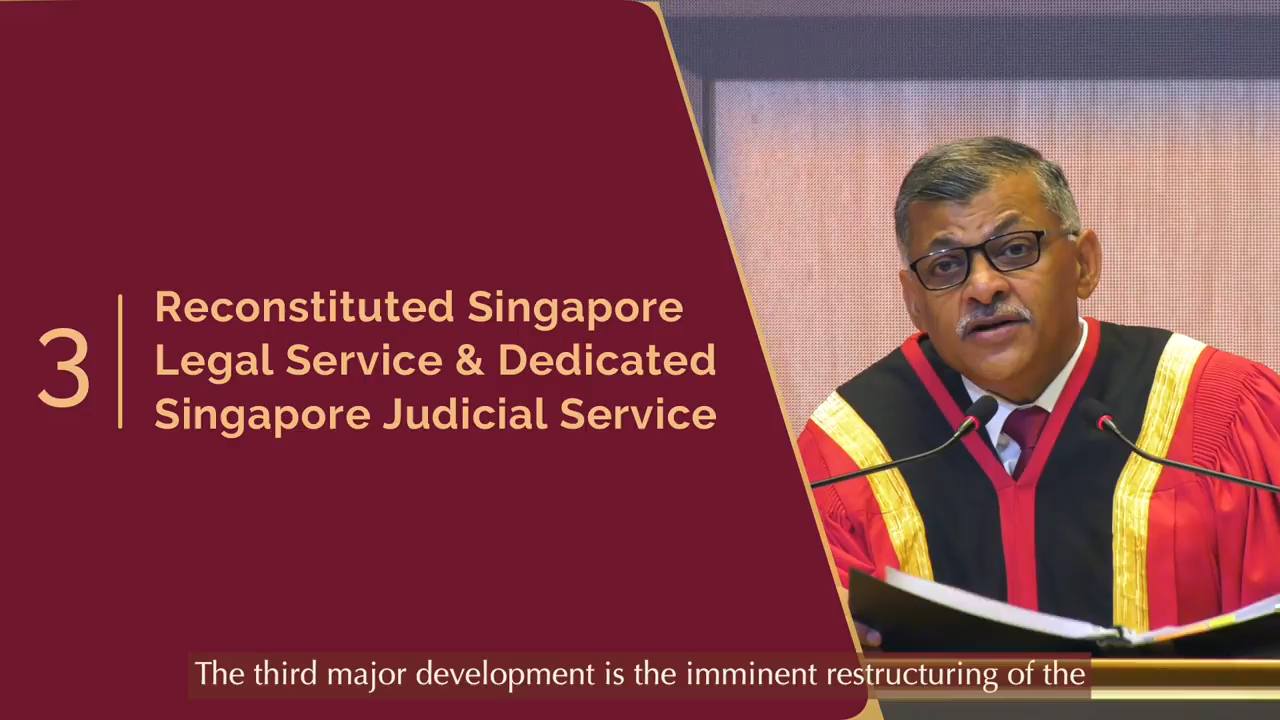 3
Reconstituted Singapore
Legal Service & Dedicated
Singapore Judicial Service
The third major development is the imminent restructuring of the